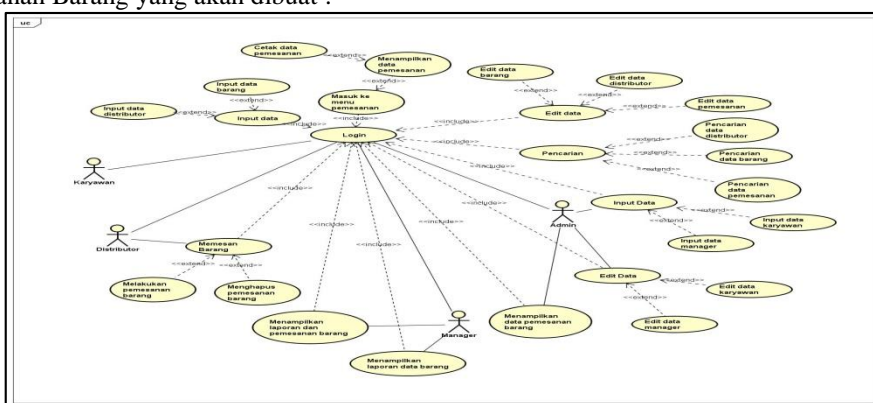 anan Barang yang akan dibuat :
uc
Cetak data
pemesanan
<<extend>>
Menampilkan
data
pemesanan
Input data
barang
<<extend>>
<<extend>>
Masuk ke
menu
pemesanan
Input data
distributor
<<extend>>
Input data
<<include>>
<<include>>
Login
Edit data
barang
Edit data
distributor
<<extend>>
<<extend>>
Edit data
pemesanan
Edit data
<<extend>>
<<include>>
Pencarian
data
distributor
<<extend>>
<<include>>
Pencarian
<<extend>>
Pencarian
data barang
<<extend>>
<<include>>
Pencarian
data
pemesanan
Karyawan
<<include>>
Input Data
<<extend>>
Input data
karyawan
<<extend>>
Input data
manager
Admin
<<include>>
<<include>>
<<include>>
<<include>>
Distributor
Memesan
Barang
<<extend>>
<<extend>>
Melakukan
pemesanan
barang
Menghapus
pemesanan
barang
Edit Data
<<extend>>
Edit data
karyawan
<<extend>>
Edit data
manager
Menampilkan
laporan dan
pemesanan barang
Manager
Menampilkan
data pemesanan
barang
Menampilkan
laporan data barang